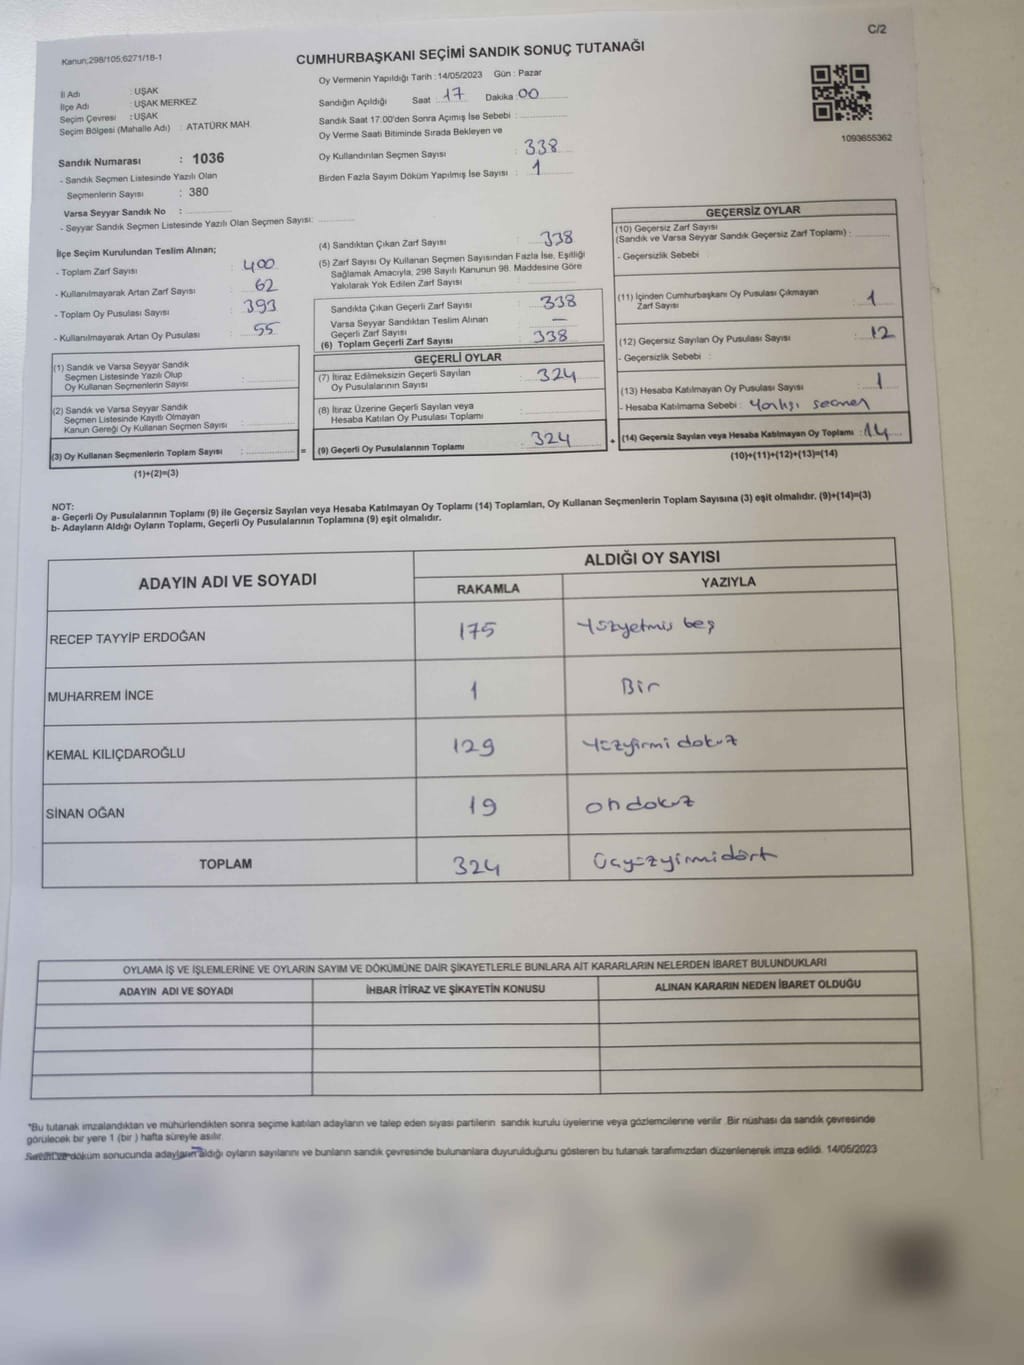 C/2
Kanun;298/105;6271/18-1
CUMHURBAŞKANI SEÇİMİ SANDIK SONUÇ TUTANAĞI
İl Adı : UŞAK
İlçe Adı : UŞAK MERKEZ
Seçim Çevresi : UŞAK
Seçim Bölgesi (Mahalle Adı) : ATATÜRK MAH.
Sandık Numarası : 1036
- Sandık Seçmen Listesinde Yazılı Olan
Seçmenlerin Sayısı : 380
Varsa Seyyar Sandık No :
- Seyyar Sandık Seçmen Listesinde Yazılı Olan Seçmen Sayısı:
Oy Vermenin Yapıldığı Tarih : 14/05/2023 Gün : Pazar
Sandığın Açıldığı Saat : 17 Dakika : 00
Sandık Saat 17.00'den Sonra Açımış İse Sebebi :
Oy Verme Saati Bitiminde Sırada Bekleyen ve
Oy Kullandırılan Seçmen Sayısı : 338
Birden Fazla Sayım Döküm Yapılmış İse Sayısı : 1
1093655362
İlçe Seçim Kurulundan Teslim Alınan;
- Toplam Zarf Sayısı : 400
- Kullanılmayarak Artan Zarf Sayısı : 62
- Toplam Oy Pusulası Sayısı : 393
- Kullanılmayarak Artan Oy Pusulası : 55
(1) Sandık ve Varsa Seyyar Sandık
Seçmen Listesinde Yazılı Olup
Oy Kullanan Seçmenlerin Sayısı :
(2) Sandık ve Varsa Seyyar Sandık
Seçmen Listesinde Kayıtlı Olmayan
Kanun Gereği Oy Kullanan Seçmen Sayısı :
(3) Oy Kullanan Seçmenlerin Toplam Sayısı : =
(1)+(2)=(3)
(4) Sandıktan Çıkan Zarf Sayısı : 338
(5) Zarf Sayısı Oy Kullanan Seçmen Sayısından Fazla İse, Eşitliği
Sağlamak Amacıyla, 298 Sayılı Kanunun 98. Maddesine Göre
Yakılarak Yok Edilen Zarf Sayısı :
Sandıkta Çıkan Geçerli Zarf Sayısı : 338
Varsa Seyyar Sandıktan Teslim Alınan
Geçerli Zarf Sayısı : —
(6) Toplam Geçerli Zarf Sayısı : 338
GEÇERLİ OYLAR
(7) İtiraz Edilmeksizin Geçerli Sayılan
Oy Pusulalarının Sayısı : 324
(8) İtiraz Üzerine Geçerli Sayılan veya
Hesaba Katılan Oy Pusulası Toplamı :
(9) Geçerli Oy Pusulalarının Toplamı : 324 +
GEÇERSİZ OYLAR
(10) Geçersiz Zarf Sayısı
(Sandık ve Varsa Seyyar Sandık Geçersiz Zarf Toplamı) :
- Geçersizlik Sebebi :
(11) İçinden Cumhurbaşkanı Oy Pusulası Çıkmayan
Zarf Sayısı : 1
(12) Geçersiz Sayılan Oy Pusulası Sayısı : 12
- Geçersizlik Sebebi :
(13) Hesaba Katılmayan Oy Pusulası Sayısı : 1
- Hesaba Katılmama Sebebi : Yanlışı seçmen
(14) Geçersiz Sayılan veya Hesaba Katılmayan Oy Toplamı : 14
(10)+(11)+(12)+(13)=(14)
NOT:
a- Geçerli Oy Pusulalarının Toplamı (9) ile Geçersiz Sayılan veya Hesaba Katılmayan Oy Toplamı (14) Toplamları, Oy Kullanan Seçmenlerin Toplam Sayısına (3) eşit olmalıdır. (9)+(14)=(3)
b- Adayların Aldığı Oyların Toplamı, Geçerli Oy Pusulalarının Toplamına (9) eşit olmalıdır.
ADAYIN ADI VE SOYADI ALDIĞI OY SAYISI
RAKAMLA YAZIYLA
RECEP TAYYİP ERDOĞAN 175 Yüzyetmiş beş
MUHARREM İNCE 1 Bir
KEMAL KILIÇDAROĞLU 129 Yüzyirmi dokuz
SİNAN OĞAN 19 on dokuz
TOPLAM 324 Üçyüzyirmidört
OYLAMA İŞ VE İŞLEMLERİNE VE OYLARIN SAYIM VE DÖKÜMÜNE DAİR ŞİKAYETLERLE BUNLARA AİT KARARLARIN NELERDEN İBARET BULUNDUKLARI
ADAYIN ADI VE SOYADI İHBAR İTİRAZ VE ŞİKAYETİN KONUSU ALINAN KARARIN NEDEN İBARET OLDUĞU
*Bu tutanak imzalandıktan ve mühürlendikten sonra seçime katılan adayların ve talep eden siyasi partilerin sandık kurulu üyelerine veya gözlemcilerine verilir. Bir nüshası da sandık çevresinde
görülecek bir yere 1 (bir ) hafta süreyle asılır.
döküm sonucunda adayların aldığı oyların sayılarını ve bunların sandık çevresinde bulunanlara duyurulduğunu gösteren bu tutanak tarafımızdan düzenlenerek imza edildi. 14/05/2023